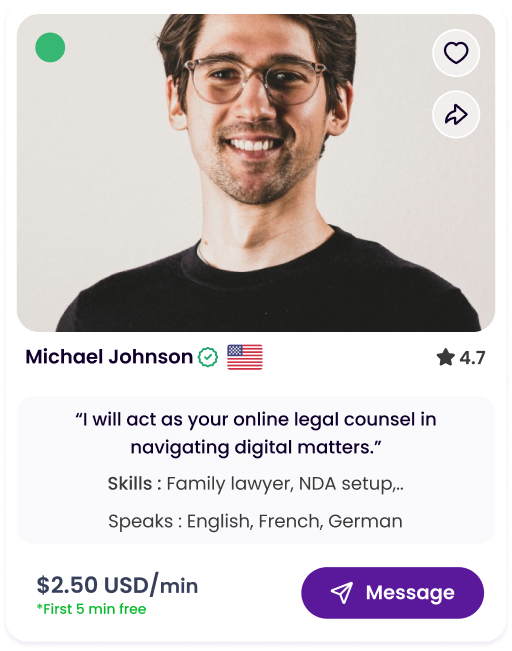 Michael Johnson
4.7
“I will act as your online legal counsel in
navigating digital matters.”
Skills : Family lawyer, NDA setup,..
Speaks : English, French, German
$2.50 USD/min
*First 5 min free
Message